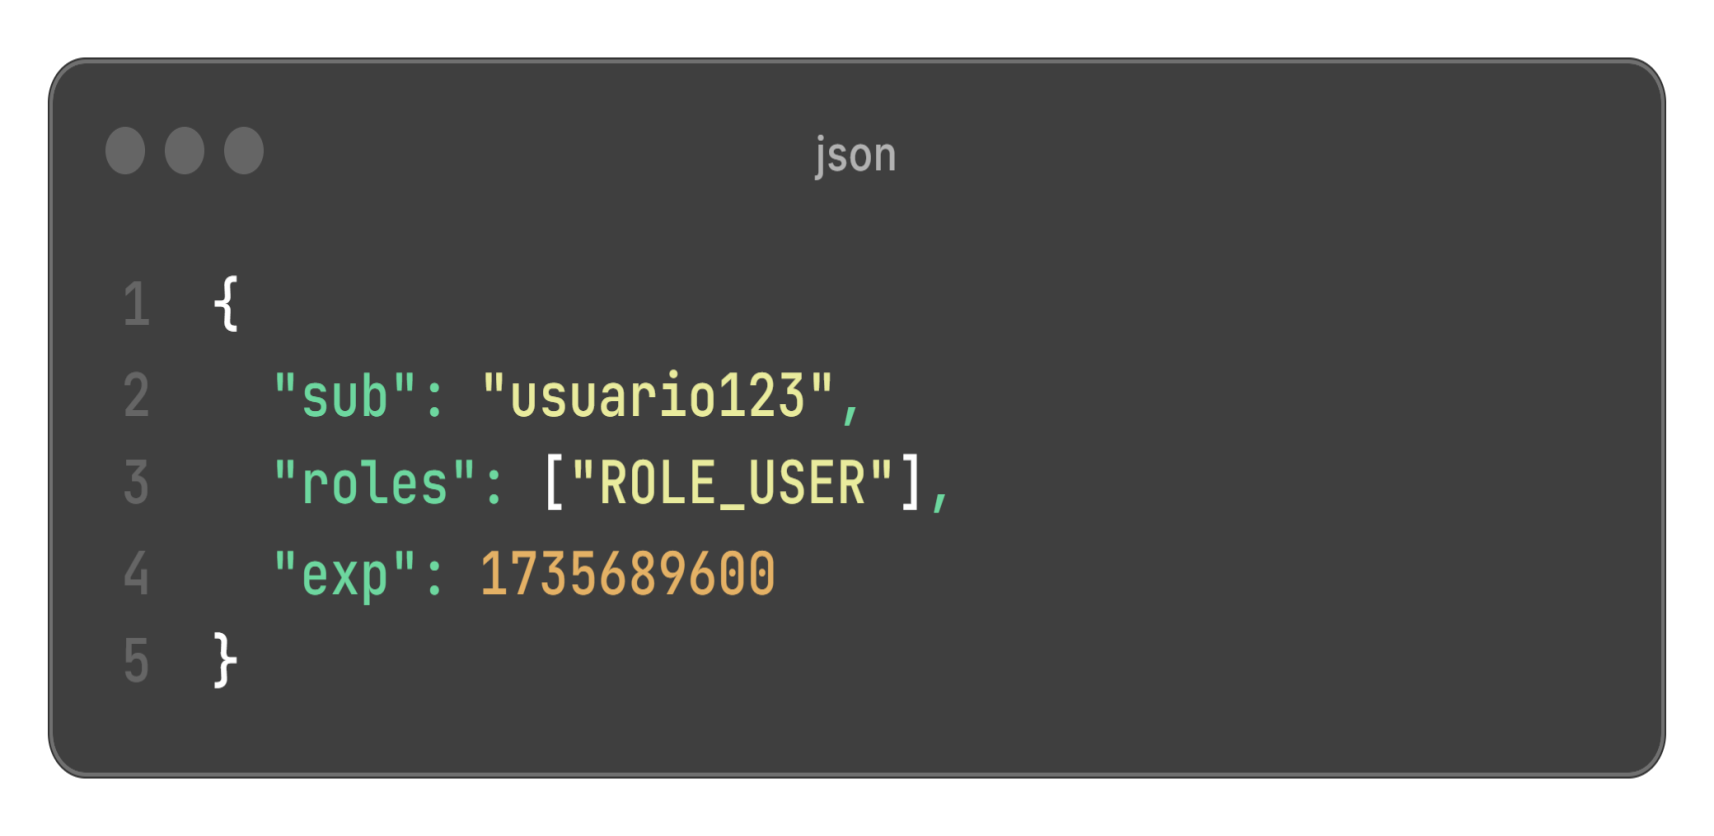 json
1 {
2 "sub": "usuario123",
3 "roles": ["ROLE_USER"],
4 "exp": 1735689600
5 }